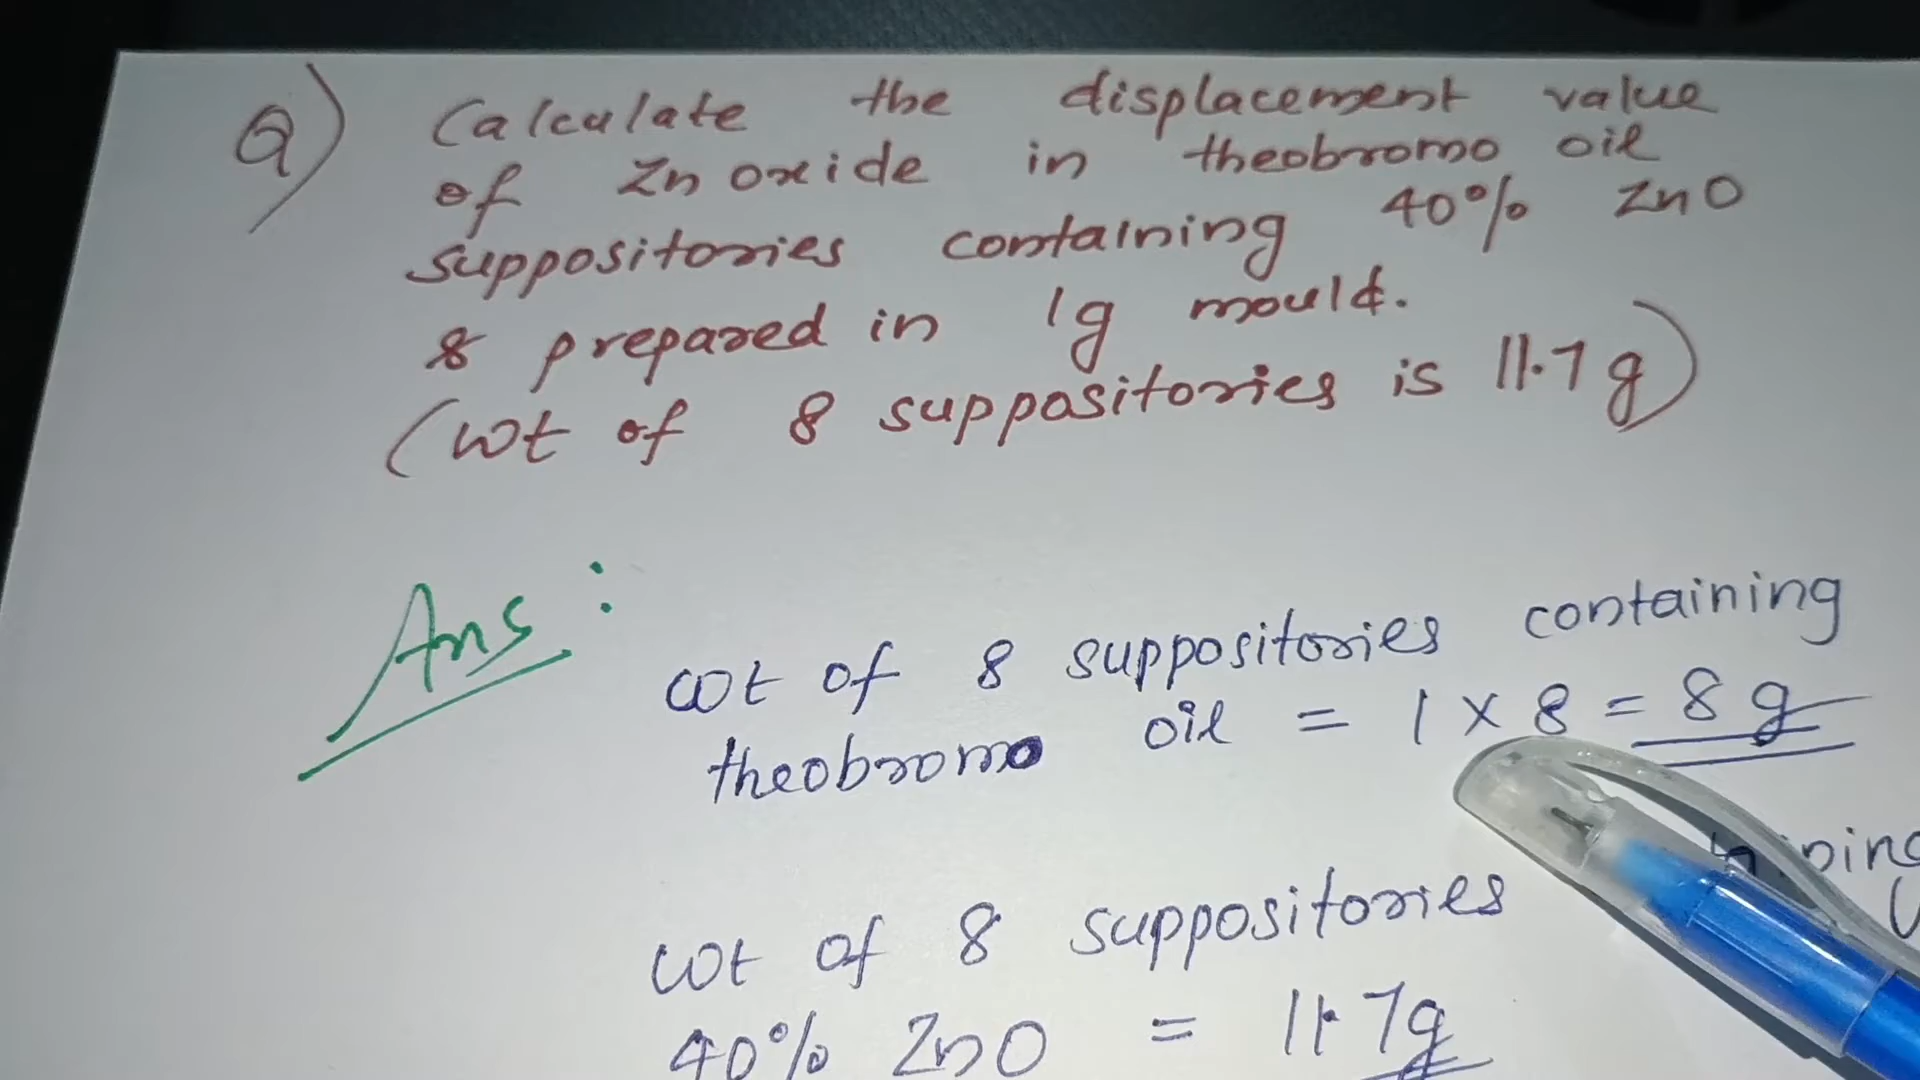 Q) Calculate the displacement value
of Zn oxide in theobromo oil
suppositories containing 40% ZnO
& prepared in 1g mould.
(wt of 8 suppositories is 11.7 g)
Ans :
wt of 8 suppositories containing
theobromo oil = 1 × 8 = 8 g
wt of 8 suppositories
40% ZnO = 11.7g